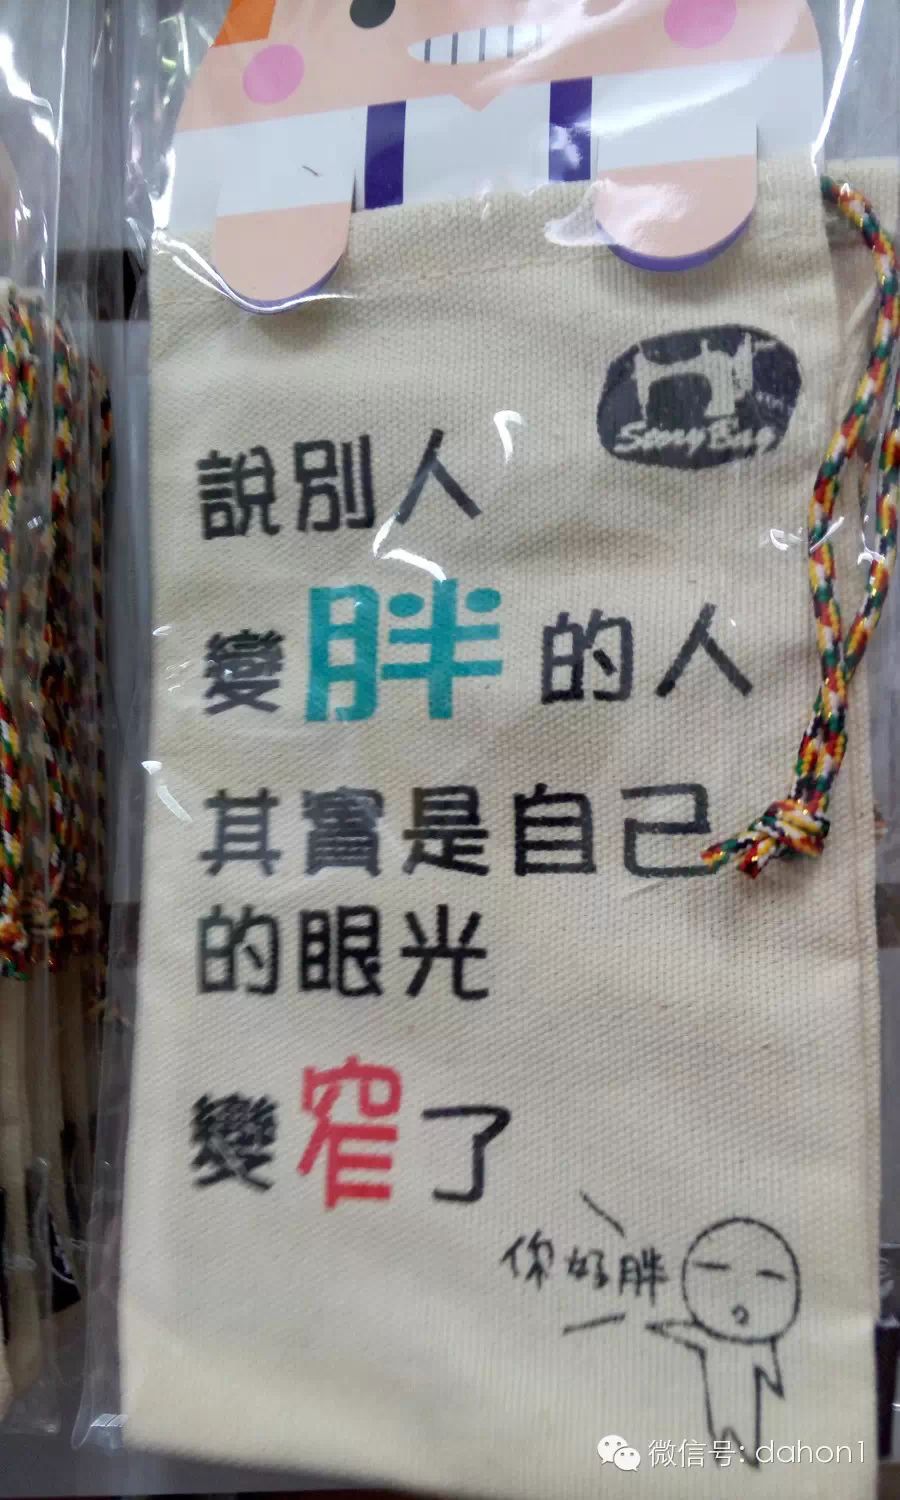 Story Bag
說別人
變胖的人
其實是自己
的眼光
變窄了
你好胖
微信号: dahon1